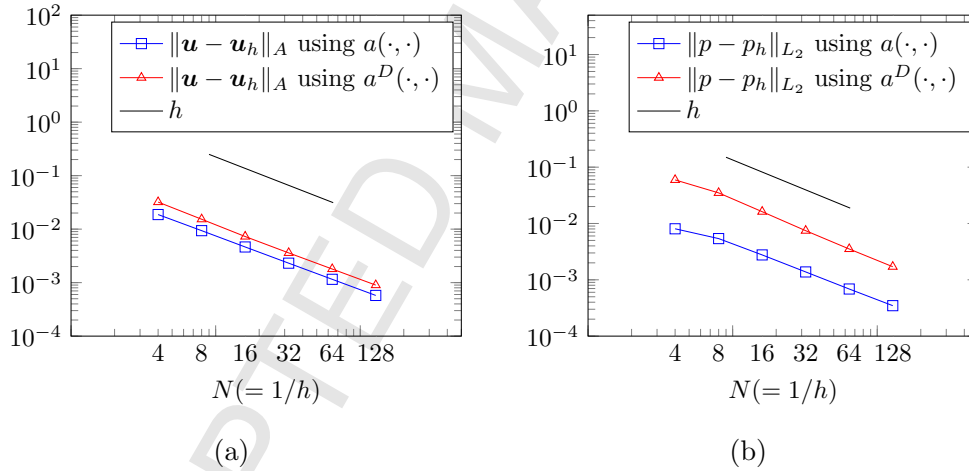 10^2
10^1
10^0
10^{-1}
10^{-2}
10^{-3}
10^{-4}
‖u − u_h‖_A using a(·,·)
‖u − u_h‖_A using a^D(·,·)
h
4 8 16 32 64 128
N(= 1/h)
(a)
10^1
10^0
10^{-1}
10^{-2}
10^{-3}
10^{-4}
‖p − p_h‖_{L_2} using a(·,·)
‖p − p_h‖_{L_2} using a^D(·,·)
h
4 8 16 32 64 128
N(= 1/h)
(b)
PTED MA